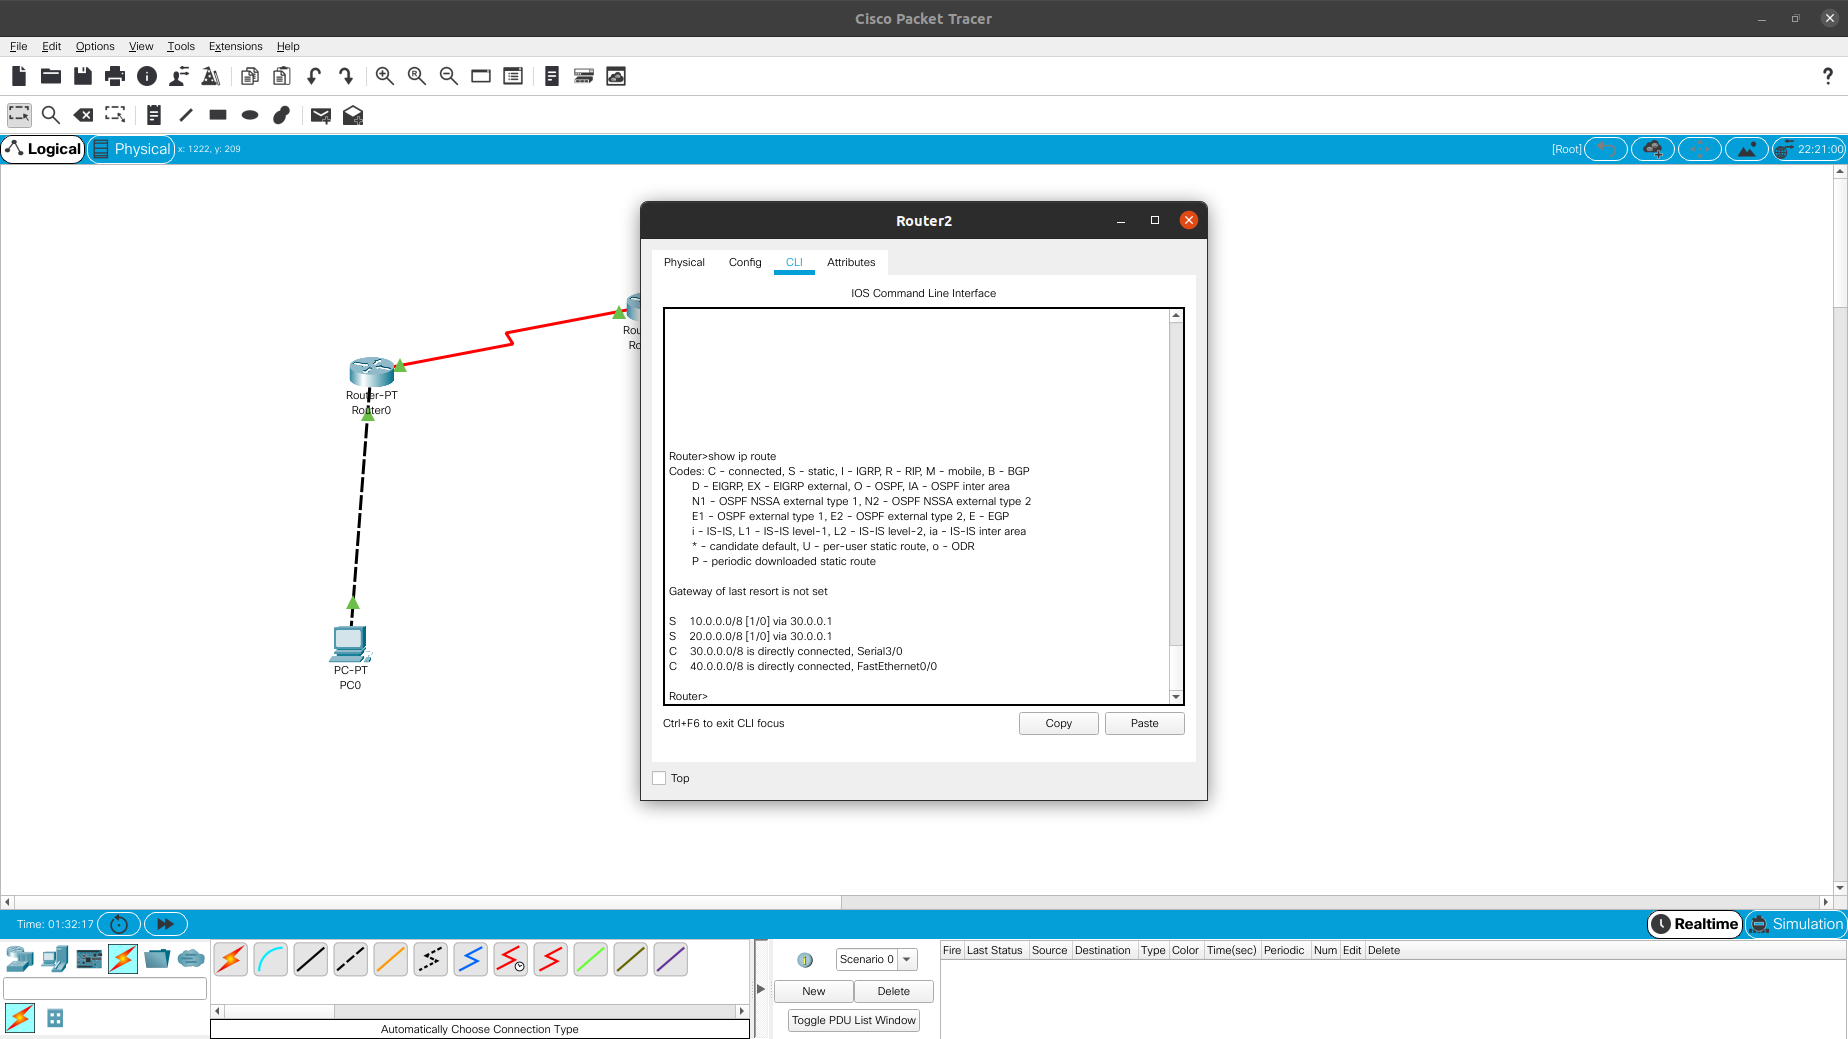 Cisco Packet Tracer
File Edit Options View Tools Extensions Help
Logical Physical x: 1222, y: 209 [Root] 22:21:00
Router2
Physical Config CLI Attributes
IOS Command Line Interface
Router>show ip route
Codes: C - connected, S - static, I - IGRP, R - RIP, M - mobile, B - BGP
D - EIGRP, EX - EIGRP external, O - OSPF, IA - OSPF inter area
N1 - OSPF NSSA external type 1, N2 - OSPF NSSA external type 2
E1 - OSPF external type 1, E2 - OSPF external type 2, E - EGP
i - IS-IS, L1 - IS-IS level-1, L2 - IS-IS level-2, ia - IS-IS inter area
* - candidate default, U - per-user static route, o - ODR
P - periodic downloaded static route
Gateway of last resort is not set
S 10.0.0.0/8 [1/0] via 30.0.0.1
S 20.0.0.0/8 [1/0] via 30.0.0.1
C 30.0.0.0/8 is directly connected, Serial3/0
C 40.0.0.0/8 is directly connected, FastEthernet0/0
Router>
Ctrl+F6 to exit CLI focus
Copy Paste
Top
Rou
Ro
Router-PT
Router0
PC-PT
PC0
Time: 01:32:17
Realtime Simulation
Automatically Choose Connection Type
Scenario 0
New Delete
Toggle PDU List Window
Fire Last Status Source Destination Type Color Time(sec) Periodic Num Edit Delete